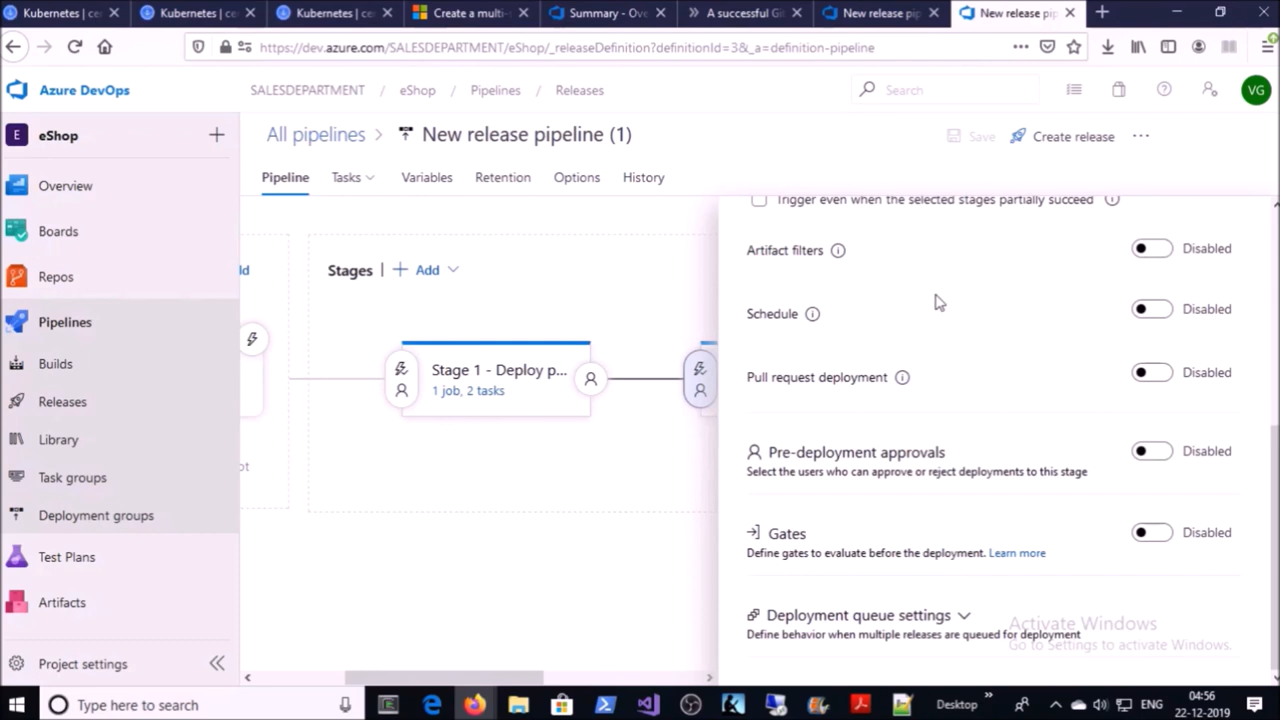 Kubernetes | cer
Kubernetes | cer
Kubernetes | cer
Create a multi-s
Summary - Ove
A successful Gi
New release pip
New release pip
https://dev.azure.com/SALESDEPARTMENT/eShop/_releaseDefinition?definitionId=3&_a=definition-pipeline
Azure DevOps
SALESDEPARTMENT / eShop / Pipelines / Releases
Search
VG
E eShop
All pipelines > New release pipeline (1)
Save
Create release
Pipeline
Tasks
Variables
Retention
Options
History
Overview
Boards
Repos
Pipelines
Builds
Releases
Library
Task groups
Deployment groups
Test Plans
Artifacts
Project settings
Stages | + Add
Stage 1 - Deploy p...
1 job, 2 tasks
Trigger even when the selected stages partially succeed
Artifact filters
Disabled
Schedule
Disabled
Pull request deployment
Disabled
Pre-deployment approvals
Disabled
Select the users who can approve or reject deployments to this stage
Gates
Disabled
Define gates to evaluate before the deployment. Learn more
Deployment queue settings
Define behavior when multiple releases are queued for deployment
Activate Windows
Go to Settings to activate Windows.
Type here to search
Desktop
ENG
04:56
22-12-2019